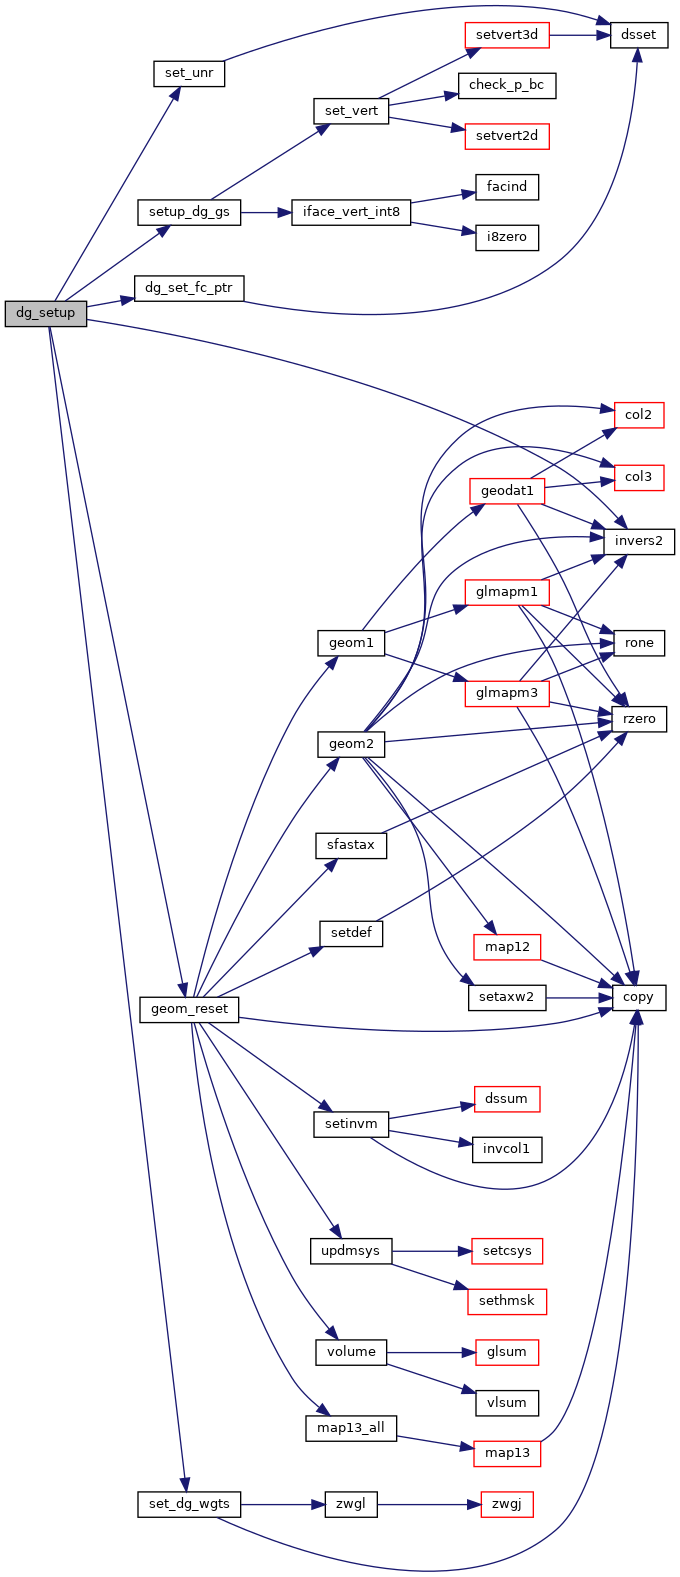 setvert3d
dsset
set_unr
check_p_bc
set_vert
setvert2d
facind
setup_dg_gs
iface_vert_int8
i8zero
dg_set_fc_ptr
dg_setup
col2
col3
geodat1
invers2
glmapm1
geom1
rone
glmapm3
rzero
geom2
sfastax
setdef
map12
setaxw2
copy
geom_reset
dssum
setinvm
invcol1
updmsys
setcsys
sethmsk
volume
glsum
vlsum
map13_all
map13
set_dg_wgts
zwgl
zwgj